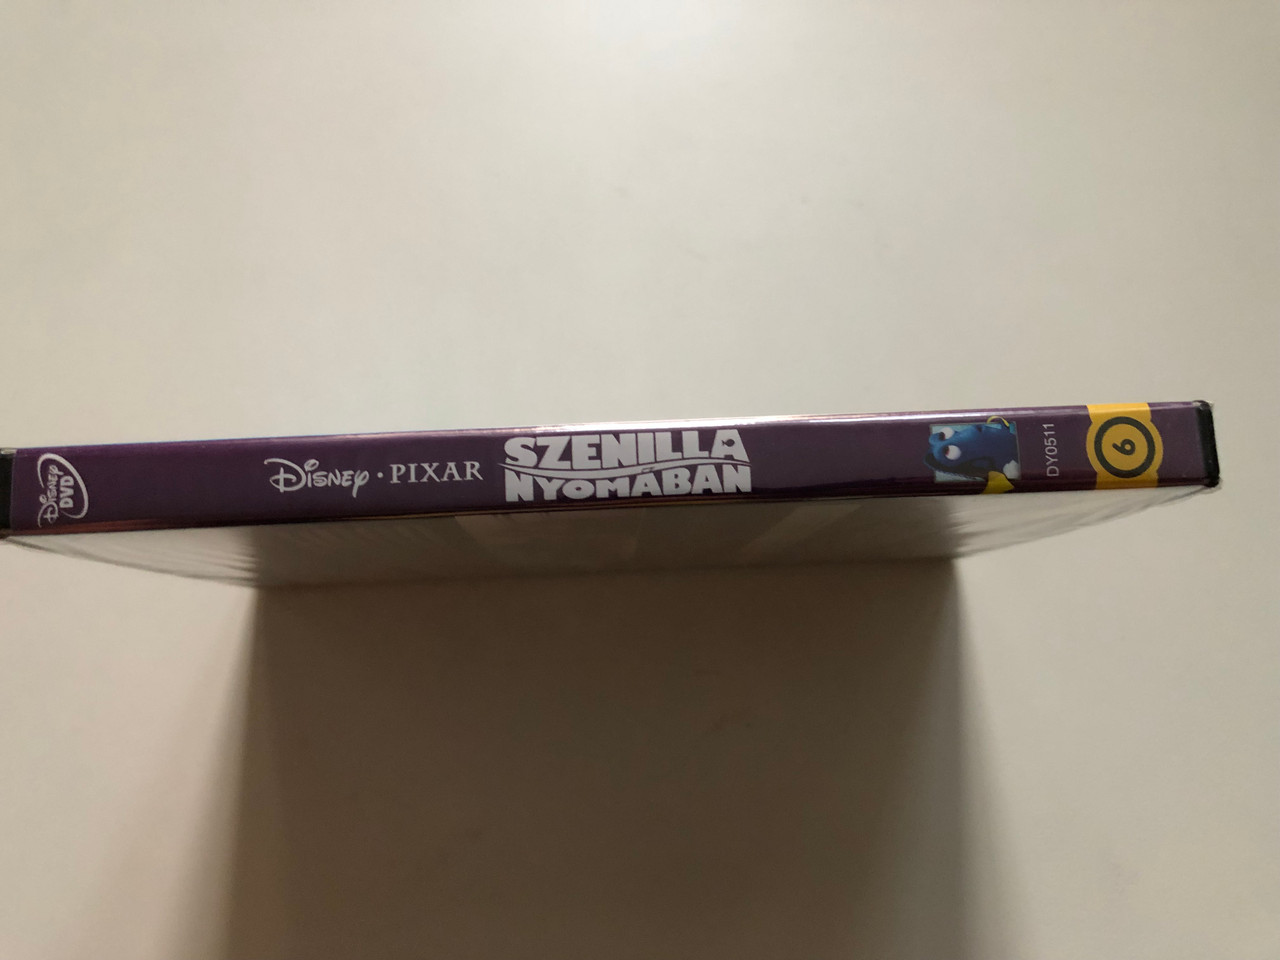 Disney DVD
Disney · PIXAR
SZENILLA
NYOMÁBAN
DY0511
6